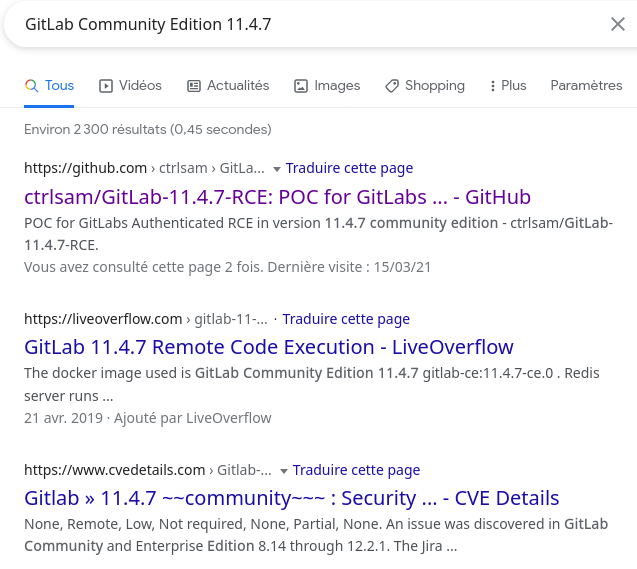 GitLab Community Edition 11.4.7
Tous Vidéos Actualités Images Shopping Plus Paramètres
Environ 2 300 résultats (0,45 secondes)
https://github.com › ctrlsam › GitLa... Traduire cette page
ctrlsam/GitLab-11.4.7-RCE: POC for GitLabs ... - GitHub
POC for GitLabs Authenticated RCE in version 11.4.7 community edition - ctrlsam/GitLab-
11.4.7-RCE.
Vous avez consulté cette page 2 fois. Dernière visite : 15/03/21
https://liveoverflow.com › gitlab-11-... · Traduire cette page
GitLab 11.4.7 Remote Code Execution - LiveOverflow
The docker image used is GitLab Community Edition 11.4.7 gitlab-ce:11.4.7-ce.0 . Redis
server runs ...
21 avr. 2019 · Ajouté par LiveOverflow
https://www.cvedetails.com › Gitlab-... Traduire cette page
Gitlab » 11.4.7 ~~community~~~ : Security ... - CVE Details
None, Remote, Low, Not required, None, Partial, None. An issue was discovered in GitLab
Community and Enterprise Edition 8.14 through 12.2.1. The Jira ...